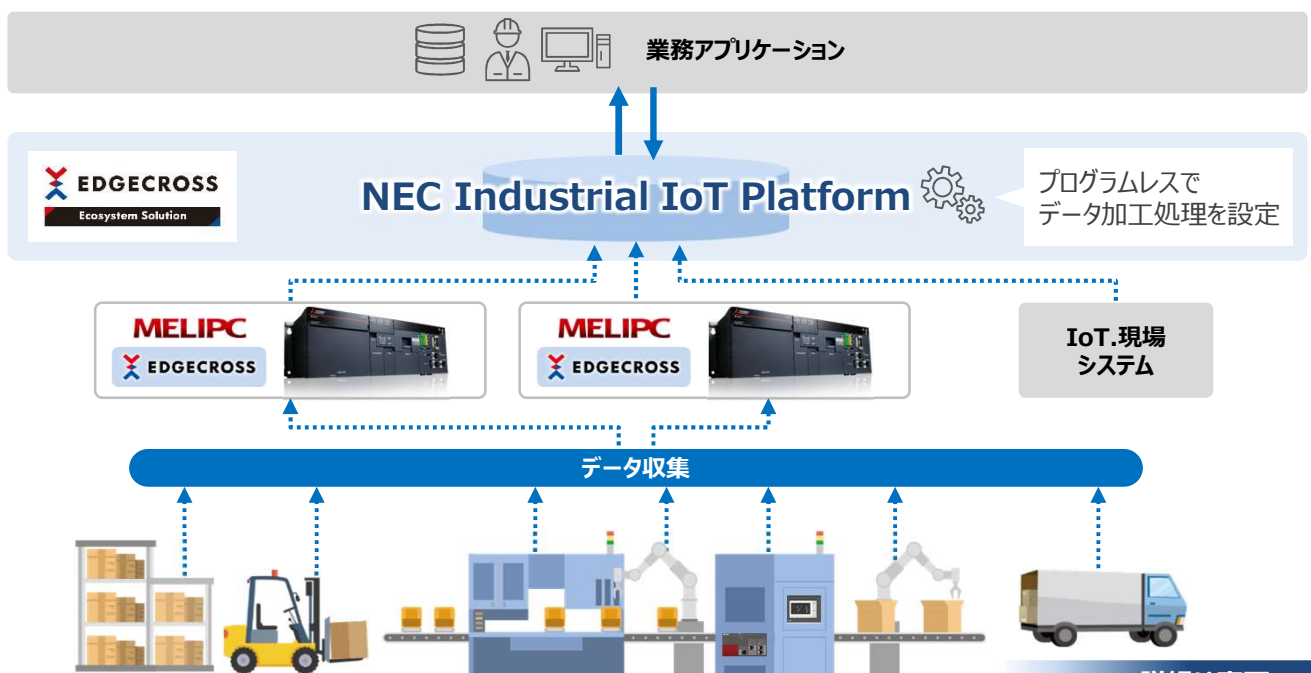 業務アプリケーション
EDGECROSS
Ecosystem Solution
NEC Industrial IoT Platform
プログラムレスで
データ加工処理を設定
MELIPC
EDGECROSS
MELIPC
EDGECROSS
IoT.現場
システム
データ収集